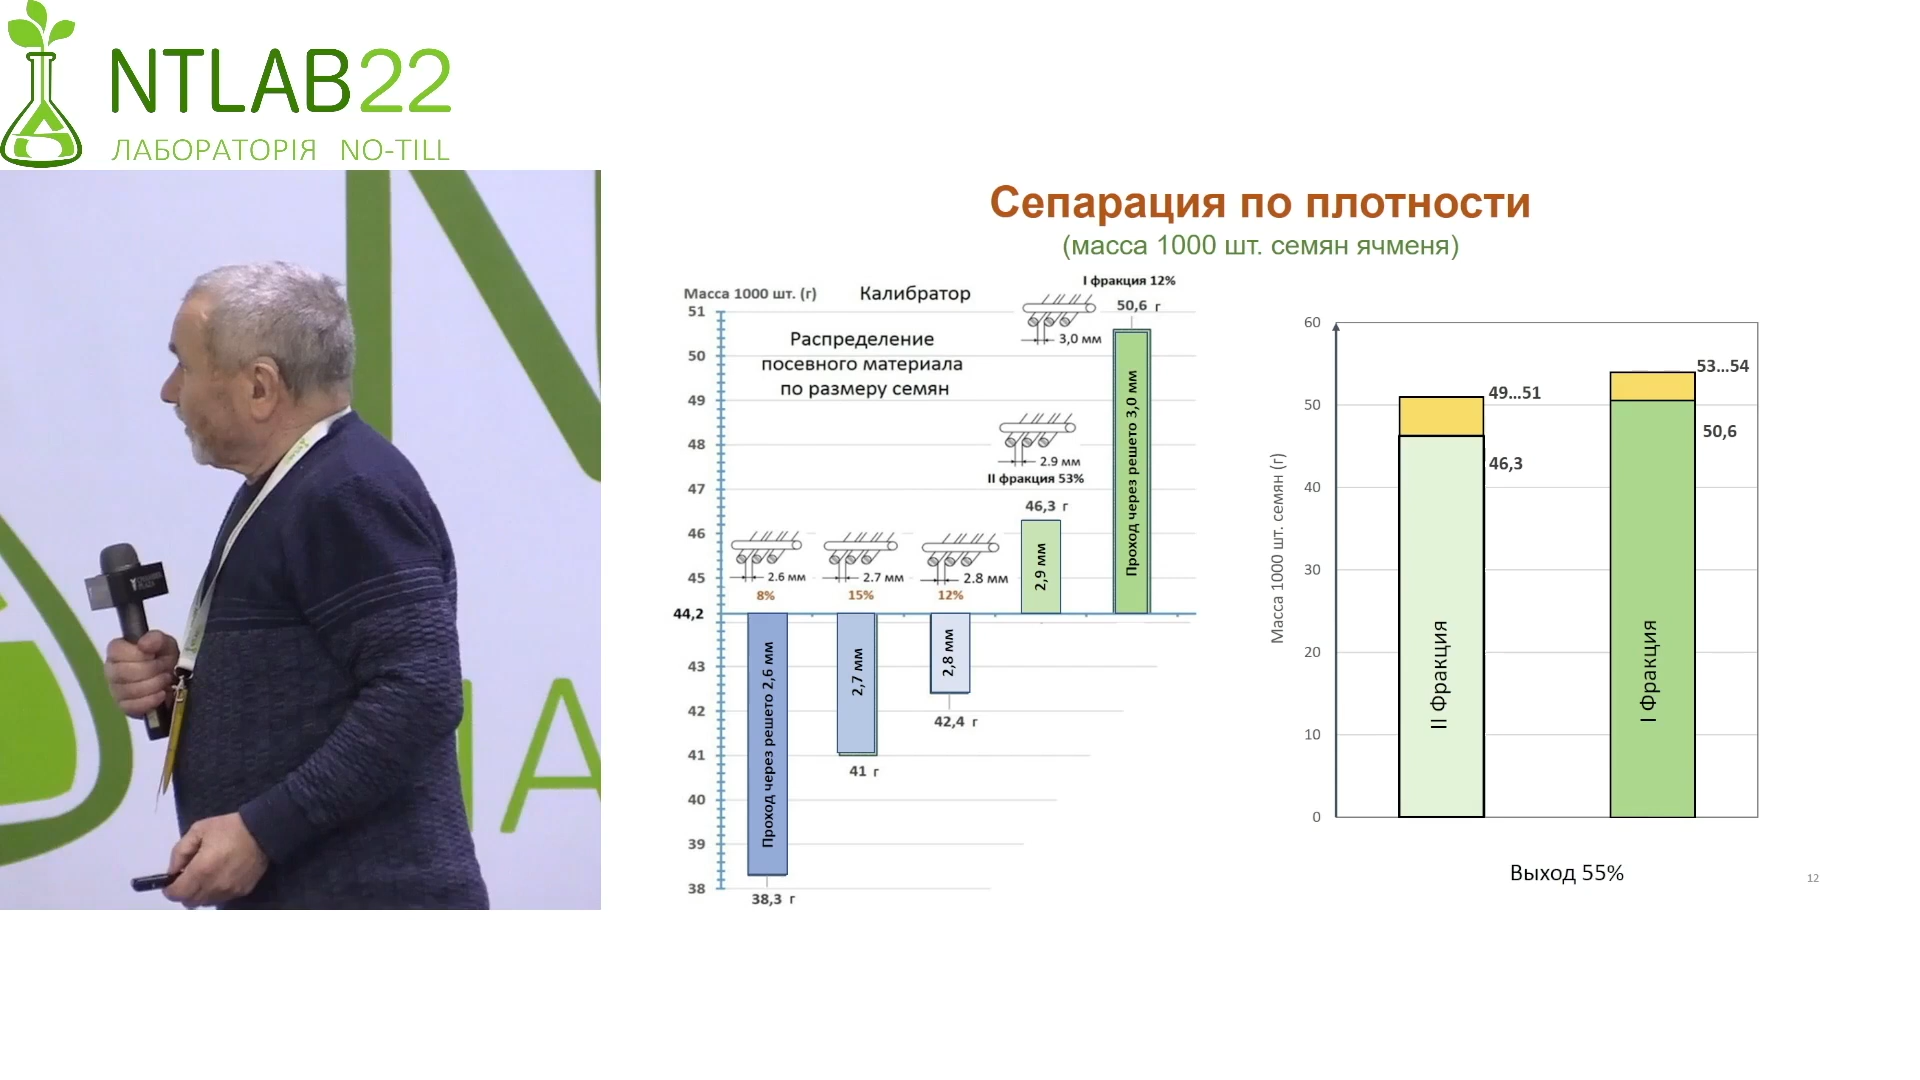 NTLAB22
ЛАБОРАТОРІЯ NO-TILL
Сепарация по плотности
(масса 1000 шт. семян ячменя)
Масса 1000 шт. (г)
Калибратор
Распределение
посевного материала
по размеру семян
I фракция 12%
50,6 г
3,0 мм
Проход через решето 3,0 мм
2.9 мм
II фракция 53%
46,3 г
2,9 мм
2.6 мм
2.7 мм
2.8 мм
8%
15%
12%
51
50
49
48
47
46
45
44,2
43
42
41
40
39
38
Проход через решето 2,6 мм
2,7 мм
2,8 мм
42,4 г
41 г
38,3 г
Масса 1000 шт. семян (г)
60
50
40
30
20
10
0
49...51
46,3
II Фракция
53...54
50,6
I Фракция
Выход 55%
12